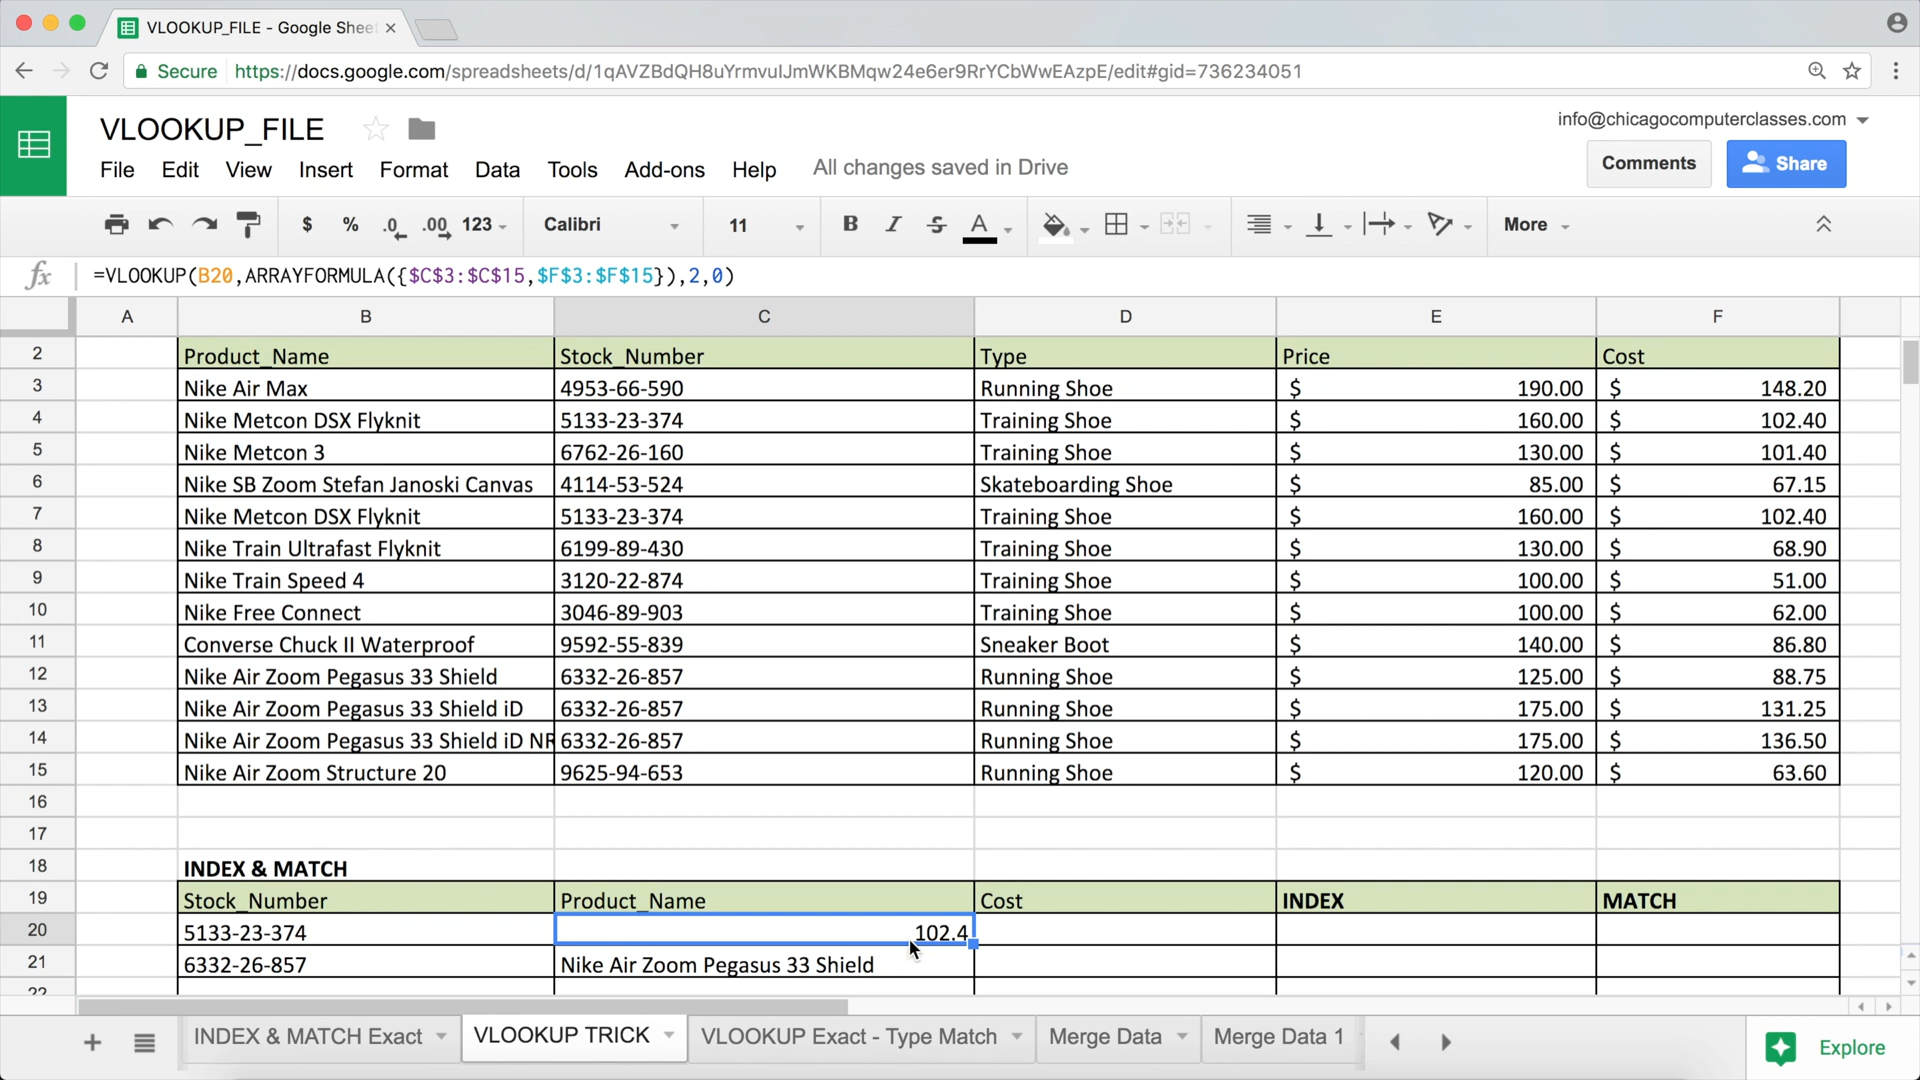 VLOOKUP_FILE - Google Sheet
Secure https://docs.google.com/spreadsheets/d/1qAVZBdQH8uYrmvuIJmWKBMqw24e6er9RrYCbWwEAzpE/edit#gid=736234051
VLOOKUP_FILE
info@chicagocomputerclasses.com
File Edit View Insert Format Data Tools Add-ons Help All changes saved in Drive
Comments Share
$ % .0 .00 123 Calibri 11 B I S A More
fx =VLOOKUP(B20,ARRAYFORMULA({$C$3:$C$15,$F$3:$F$15}),2,0)
A B C D E F
2 Product_Name Stock_Number Type Price Cost
3 Nike Air Max 4953-66-590 Running Shoe $ 190.00 $ 148.20
4 Nike Metcon DSX Flyknit 5133-23-374 Training Shoe $ 160.00 $ 102.40
5 Nike Metcon 3 6762-26-160 Training Shoe $ 130.00 $ 101.40
6 Nike SB Zoom Stefan Janoski Canvas 4114-53-524 Skateboarding Shoe $ 85.00 $ 67.15
7 Nike Metcon DSX Flyknit 5133-23-374 Training Shoe $ 160.00 $ 102.40
8 Nike Train Ultrafast Flyknit 6199-89-430 Training Shoe $ 130.00 $ 68.90
9 Nike Train Speed 4 3120-22-874 Training Shoe $ 100.00 $ 51.00
10 Nike Free Connect 3046-89-903 Training Shoe $ 100.00 $ 62.00
11 Converse Chuck II Waterproof 9592-55-839 Sneaker Boot $ 140.00 $ 86.80
12 Nike Air Zoom Pegasus 33 Shield 6332-26-857 Running Shoe $ 125.00 $ 88.75
13 Nike Air Zoom Pegasus 33 Shield iD 6332-26-857 Running Shoe $ 175.00 $ 131.25
14 Nike Air Zoom Pegasus 33 Shield iD NR 6332-26-857 Running Shoe $ 175.00 $ 136.50
15 Nike Air Zoom Structure 20 9625-94-653 Running Shoe $ 120.00 $ 63.60
16
17
18 INDEX & MATCH
19 Stock_Number Product_Name Cost INDEX MATCH
20 5133-23-374 102.4
21 6332-26-857 Nike Air Zoom Pegasus 33 Shield
22
INDEX & MATCH Exact VLOOKUP TRICK VLOOKUP Exact - Type Match Merge Data Merge Data 1 Explore